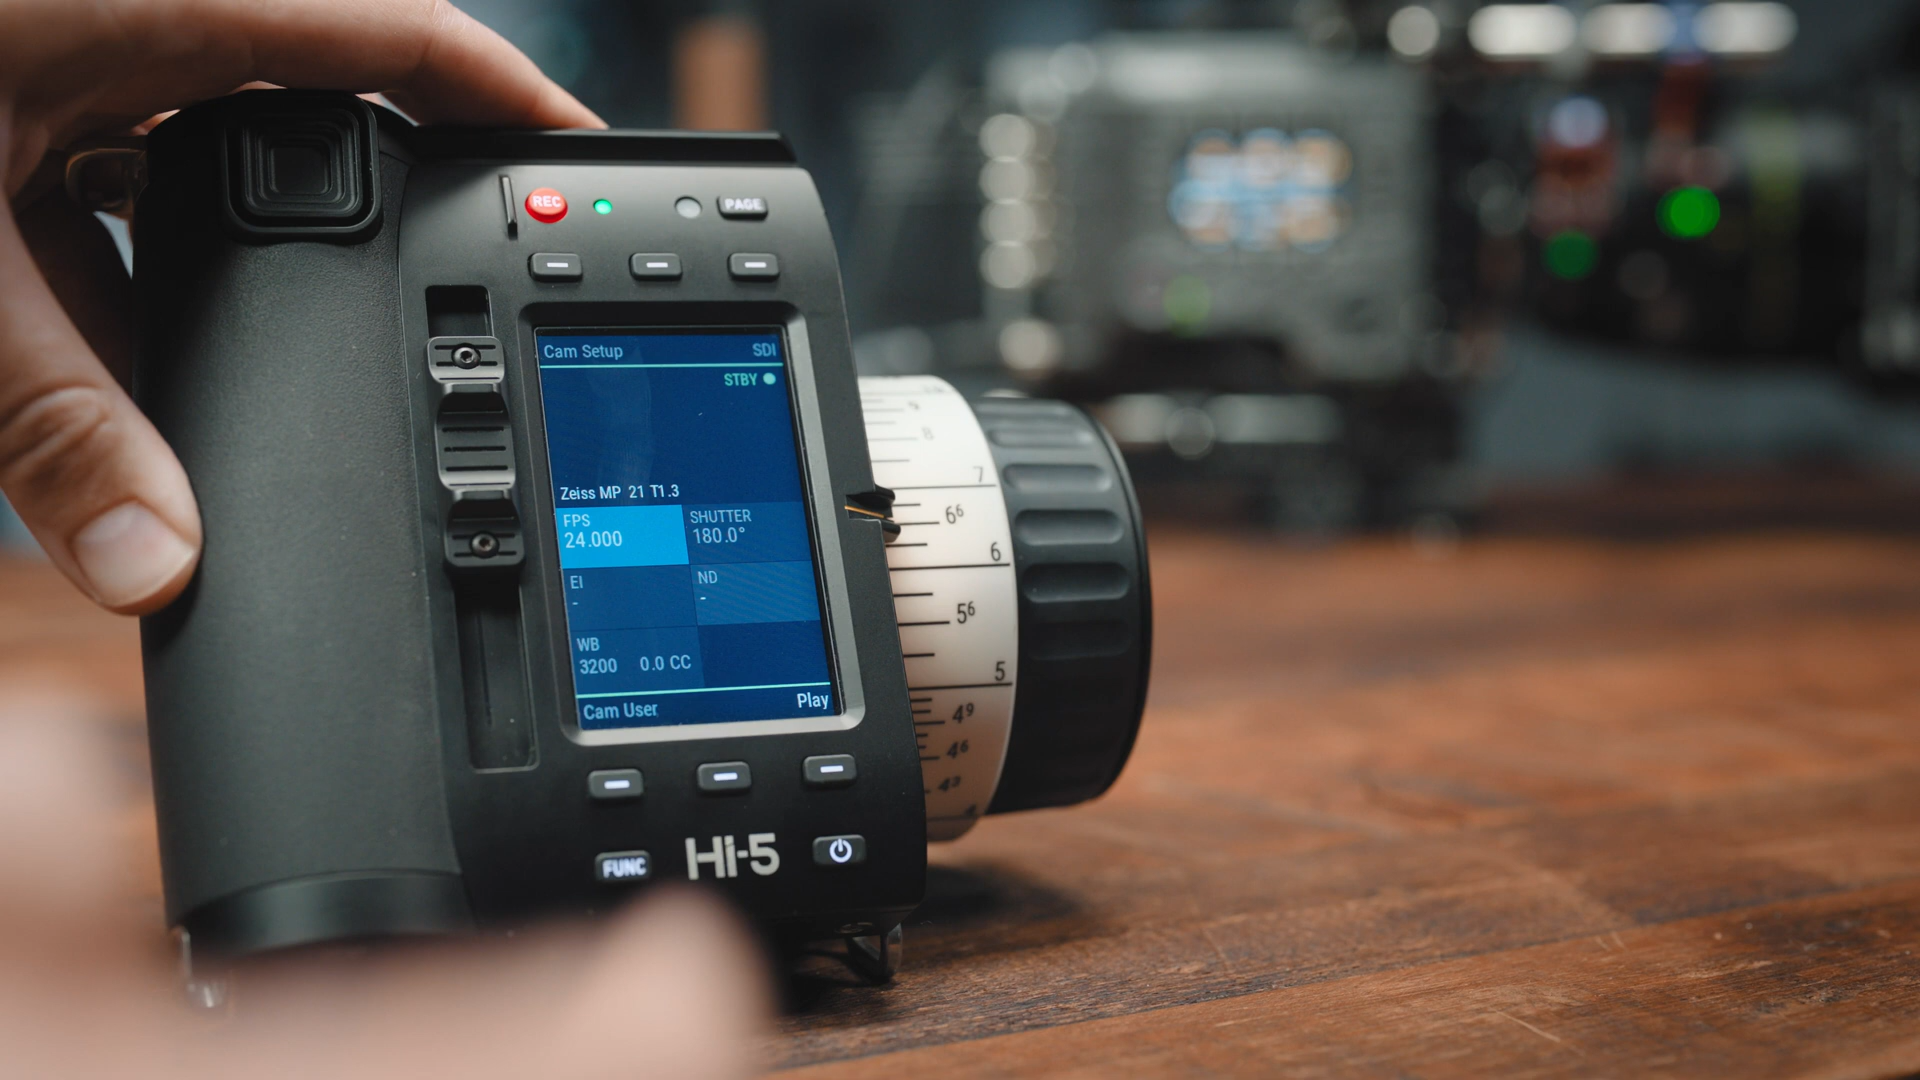 REC
PAGE
Cam Setup SDI
STBY
Zeiss MP 21 T1.3
FPS
24.000
SHUTTER
180.0°
EI
-
ND
-
WB
3200 0.0 CC
Cam User Play
FUNC
Hi-5
9
8
7
6⁶
6
5⁶
5
4⁹
4⁶
4³
4